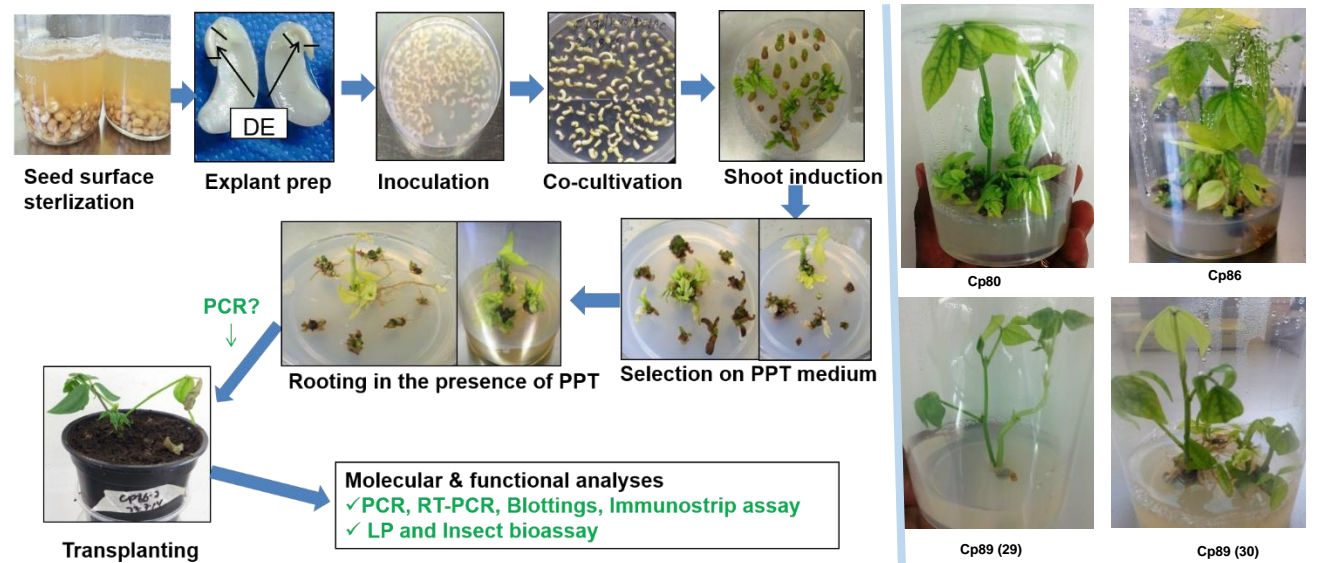 DE
Seed surface
sterlization
Explant prep
Inoculation
Co-cultivation
Shoot induction
Selection on PPT medium
Rooting in the presence of PPT
PCR?
Transplanting
Molecular & functional analyses
✓PCR, RT-PCR, Blottings, Immunostrip assay
✓ LP and Insect bioassay
Cp80
Cp86
Cp89 (29)
Cp89 (30)